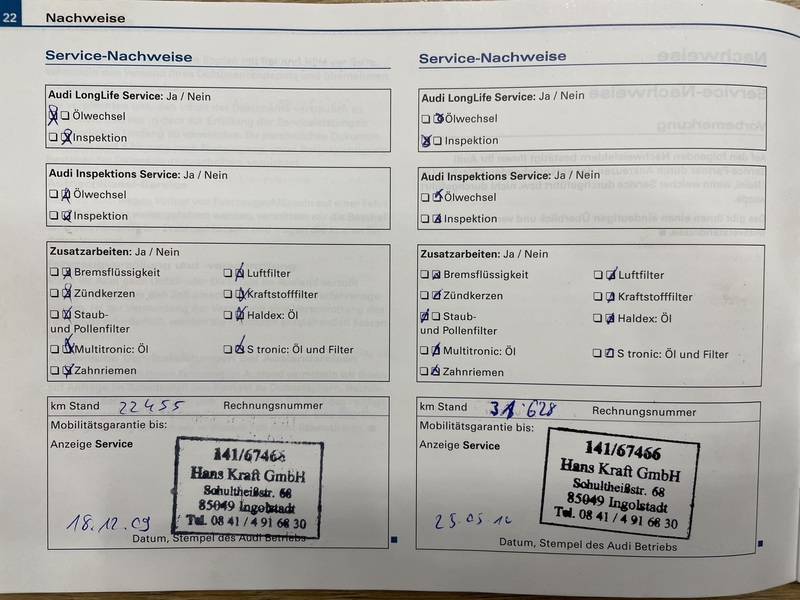 22 Nachweise
Service-Nachweise
Audi LongLife Service: Ja / Nein
Ölwechsel
Inspektion
Audi Inspektions Service: Ja / Nein
Ölwechsel
Inspektion
Zusatzarbeiten: Ja / Nein
Bremsflüssigkeit Luftfilter
Zündkerzen Kraftstofffilter
Staub- Haldex: Öl
und Pollenfilter
Multitronic: Öl S tronic: Öl und Filter
Zahnriemen
km Stand 22455 Rechnungsnummer
Mobilitätsgarantie bis:
Anzeige Service
141/67466
Hans Kraft GmbH
Schultheißstr. 68
85049 Ingolstadt
Tel. 08 41 / 4 91 68 30
18.12.09
Datum, Stempel des Audi Betriebs
Service-Nachweise
Audi LongLife Service: Ja / Nein
Ölwechsel
Inspektion
Audi Inspektions Service: Ja / Nein
Ölwechsel
Inspektion
Zusatzarbeiten: Ja / Nein
Bremsflüssigkeit Luftfilter
Zündkerzen Kraftstofffilter
Staub- Haldex: Öl
und Pollenfilter
Multitronic: Öl S tronic: Öl und Filter
Zahnriemen
km Stand 31.628 Rechnungsnummer
Mobilitätsgarantie bis:
Anzeige Service
141/67466
Hans Kraft GmbH
Schultheißstr. 68
85049 Ingolstadt
Tel. 08 41 / 4 91 68 30
Datum, Stempel des Audi Betriebs